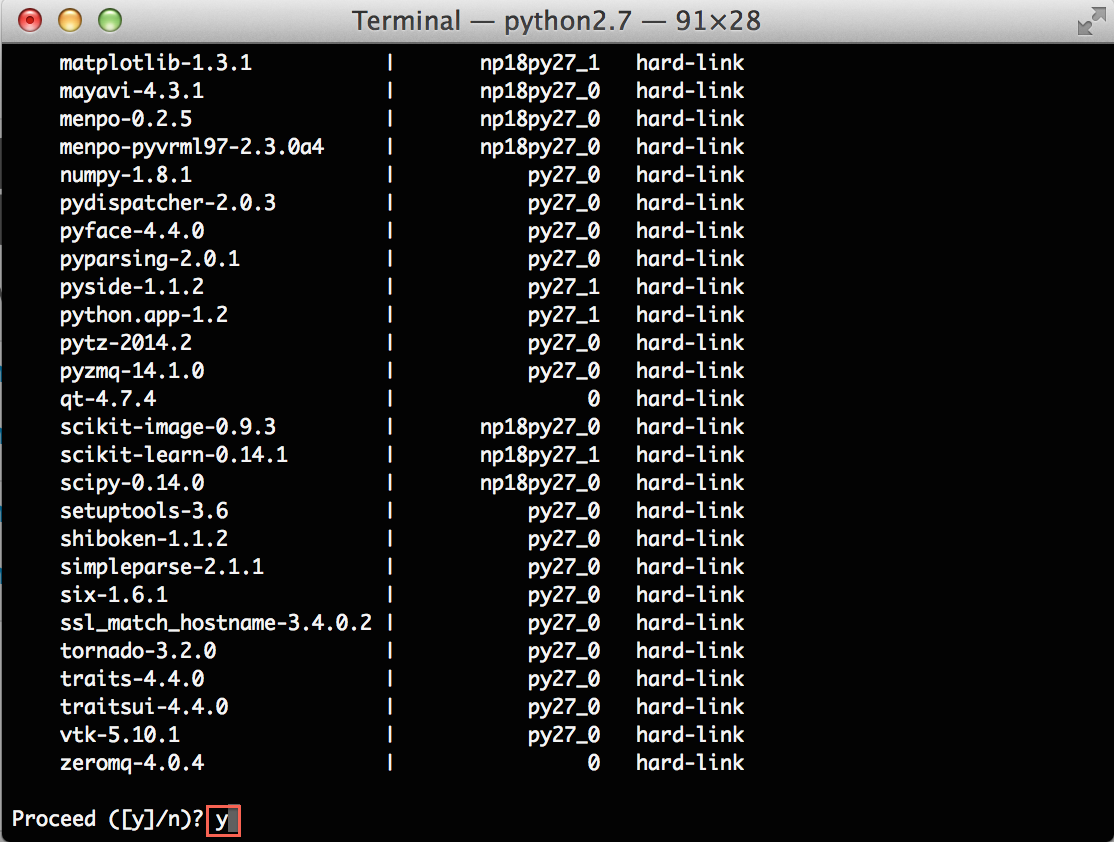 Terminal — python2.7 — 91×28
matplotlib-1.3.1 | np18py27_1 hard-link
mayavi-4.3.1 | np18py27_0 hard-link
menpo-0.2.5 | np18py27_0 hard-link
menpo-pyvrml97-2.3.0a4 | np18py27_0 hard-link
numpy-1.8.1 | py27_0 hard-link
pydispatcher-2.0.3 | py27_0 hard-link
pyface-4.4.0 | py27_0 hard-link
pyparsing-2.0.1 | py27_0 hard-link
pyside-1.1.2 | py27_1 hard-link
python.app-1.2 | py27_1 hard-link
pytz-2014.2 | py27_0 hard-link
pyzmq-14.1.0 | py27_0 hard-link
qt-4.7.4 | 0 hard-link
scikit-image-0.9.3 | np18py27_0 hard-link
scikit-learn-0.14.1 | np18py27_1 hard-link
scipy-0.14.0 | np18py27_0 hard-link
setuptools-3.6 | py27_0 hard-link
shiboken-1.1.2 | py27_0 hard-link
simpleparse-2.1.1 | py27_0 hard-link
six-1.6.1 | py27_0 hard-link
ssl_match_hostname-3.4.0.2 | py27_0 hard-link
tornado-3.2.0 | py27_0 hard-link
traits-4.4.0 | py27_0 hard-link
traitsui-4.4.0 | py27_0 hard-link
vtk-5.10.1 | py27_0 hard-link
zeromq-4.0.4 | 0 hard-link
Proceed ([y]/n)? y